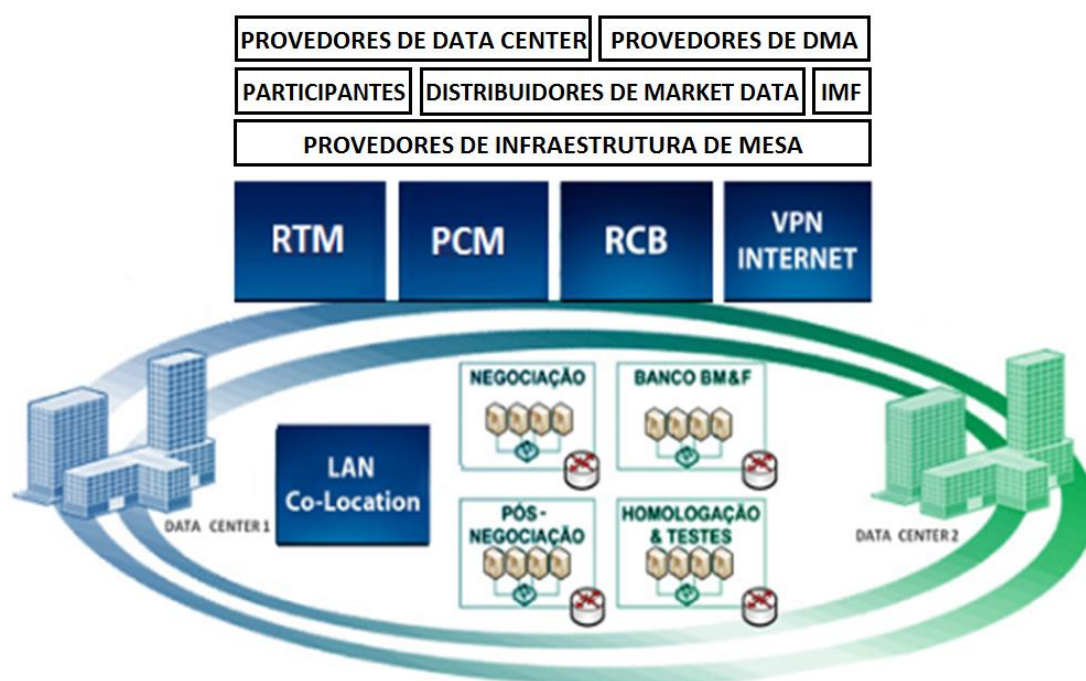 PROVEDORES DE DATA CENTER
PROVEDORES DE DMA
PARTICIPANTES
DISTRIBUIDORES DE MARKET DATA
IMF
PROVEDORES DE INFRAESTRUTURA DE MESA
RTM
PCM
RCB
VPN
INTERNET
NEGOCIAÇÃO
BANCO BM&F
LAN
Co-Location
PÓS-
NEGOCIAÇÃO
HOMOLOGAÇÃO
& TESTES
DATA CENTER 1
DATA CENTER 2